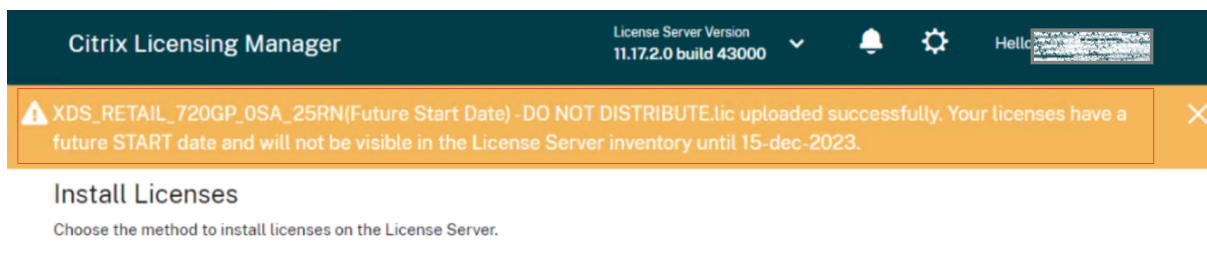 Citrix Licensing Manager
License Server Version
11.17.2.0 build 43000
Hello
XDS_RETAIL_720GP_0SA_25RN(Future Start Date) - DO NOT DISTRIBUTE.lic uploaded successfully. Your licenses have a
future START date and will not be visible in the License Server inventory until 15-dec-2023.
Install Licenses
Choose the method to install licenses on the License Server.